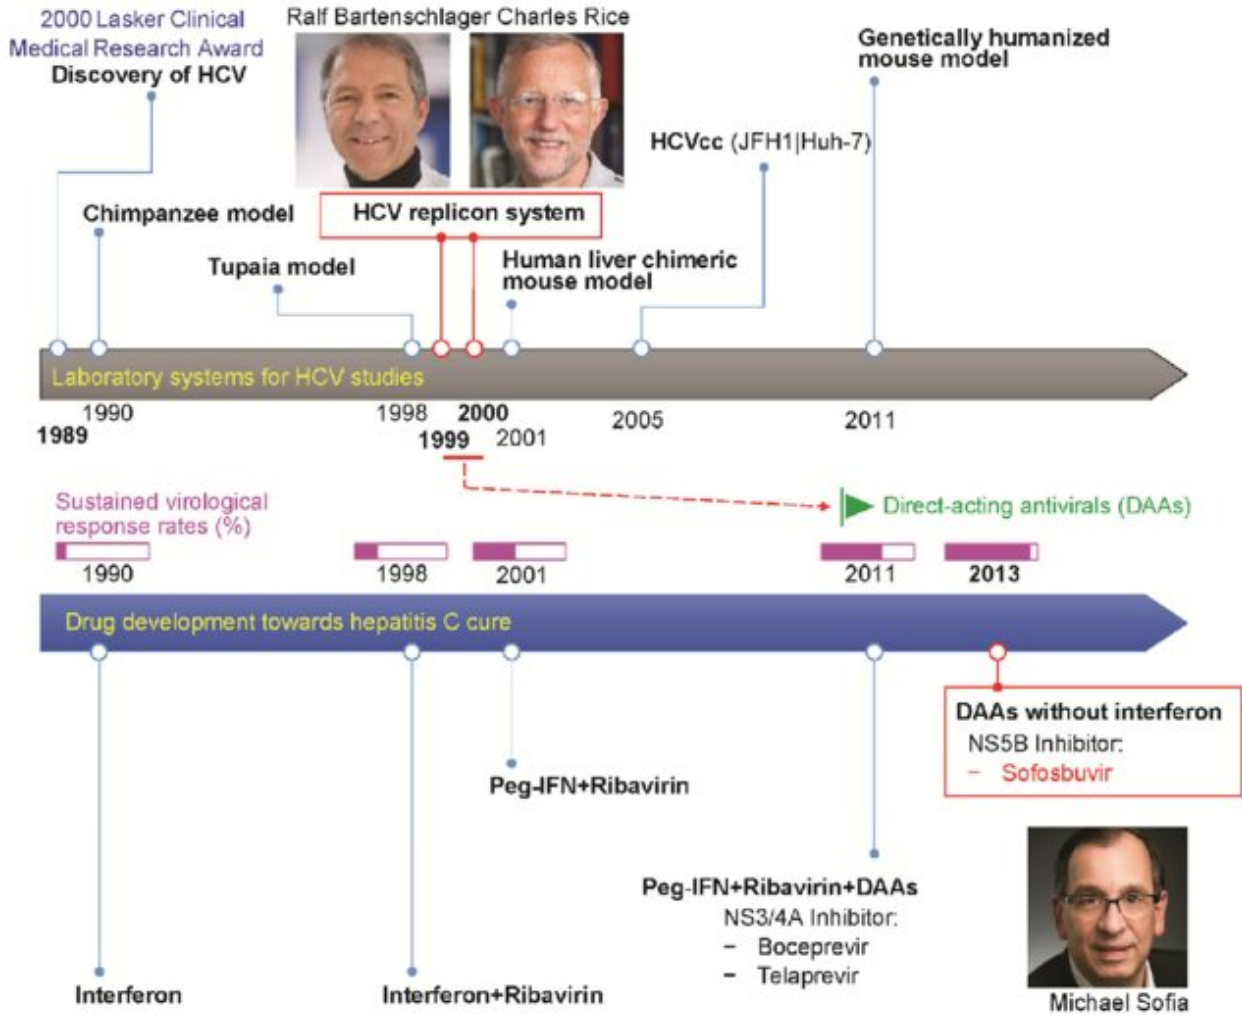 2000 Lasker Clinical
Medical Research Award
Discovery of HCV
Ralf Bartenschlager Charles Rice
Genetically humanized
mouse model
HCVcc (JFH1|Huh-7)
Chimpanzee model
HCV replicon system
Tupaia model
Human liver chimeric
mouse model
Laboratory systems for HCV studies
1989
1990
1998
1999
2000
2001
2005
2011
Sustained virological
response rates (%)
Direct-acting antivirals (DAAs)
1990
1998
2001
2011
2013
Drug development towards hepatitis C cure
DAAs without interferon
NS5B Inhibitor:
– Sofosbuvir
Peg-IFN+Ribavirin
Peg-IFN+Ribavirin+DAAs
NS3/4A Inhibitor:
– Boceprevir
– Telaprevir
Interferon
Interferon+Ribavirin
Michael Sofia